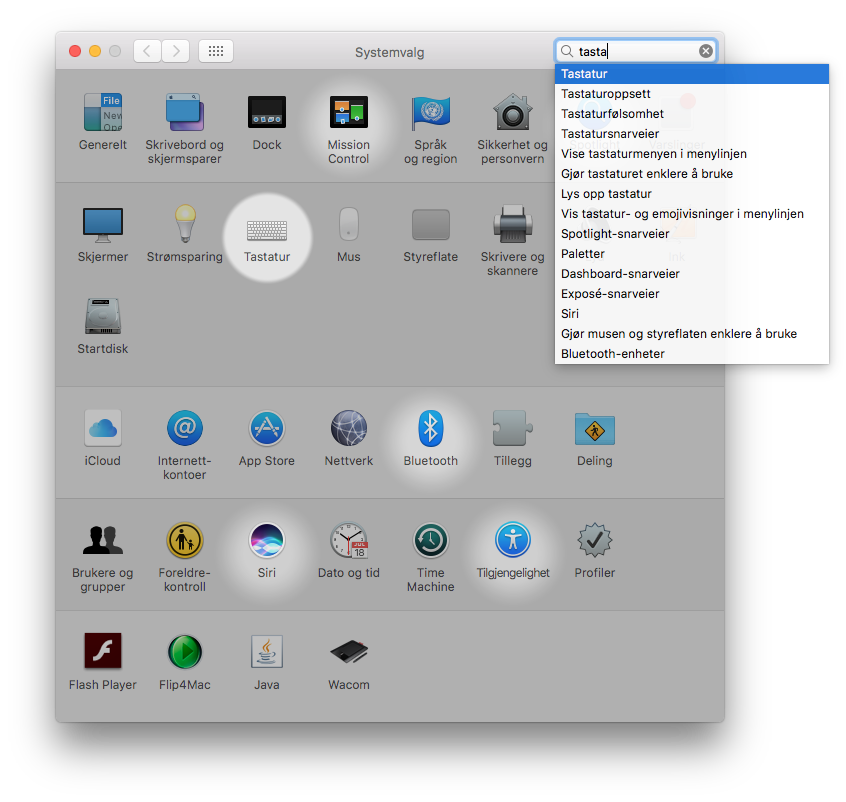 Systemvalg
tasta
Tastatur
Tastaturoppsett
Tastaturfølsomhet
Tastatursnarveier
Vise tastaturmenyen i menylinjen
Gjør tastaturet enklere å bruke
Lys opp tastatur
Vis tastatur- og emojivisninger i menylinjen
Spotlight-snarveier
Paletter
Dashboard-snarveier
Exposé-snarveier
Siri
Gjør musen og styreflaten enklere å bruke
Bluetooth-enheter
File
New
Ope
Generelt
Skrivebord og
skjermsparer
Dock
Mission
Control
Språk
og region
Sikkerhet og
personvern
Skjermer
Strømsparing
Tastatur
Mus
Styreflate
Skrivere og
skannere
Ink
Startdisk
iCloud
Internett-
kontoer
App Store
Nettverk
Bluetooth
Tillegg
Deling
Brukere og
grupper
Foreldre-
kontroll
Siri
JUL
18
Dato og tid
Time
Machine
Tilgjengelighet
Profiler
Flash Player
Flip4Mac
Java
Wacom